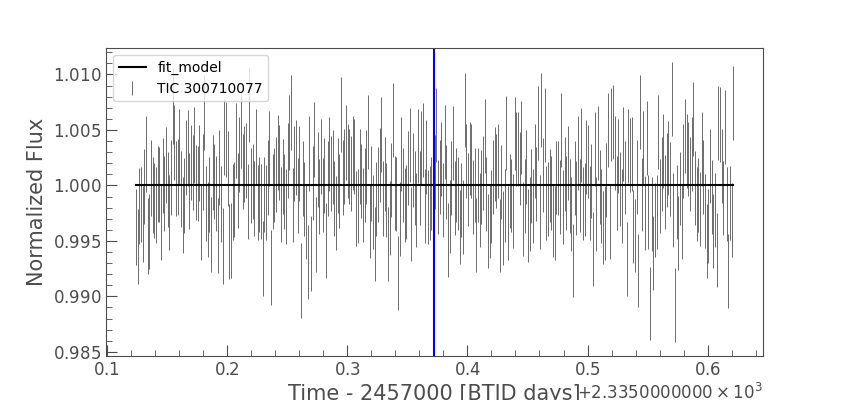 fit_model
TIC 300710077
1.010
1.005
1.000
0.995
0.990
0.985
Normalized Flux
0.1 0.2 0.3 0.4 0.5 0.6
Time - 2457000 [BTJD days]
+2.3350000000 × 10³